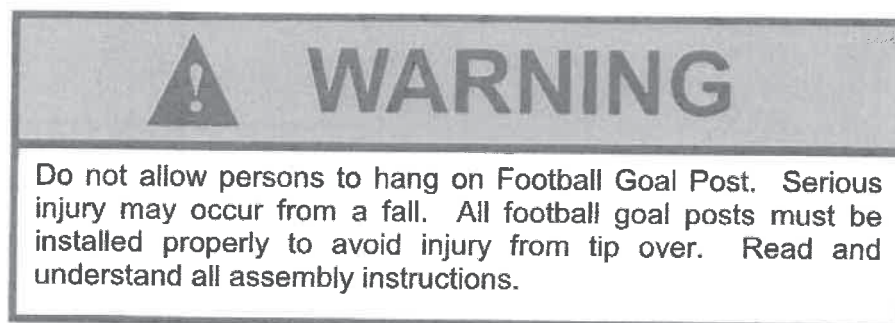 WARNING
Do not allow persons to hang on Football Goal Post. Serious
injury may occur from a fall. All football goal posts must be
installed properly to avoid injury from tip over. Read and
understand all assembly instructions.